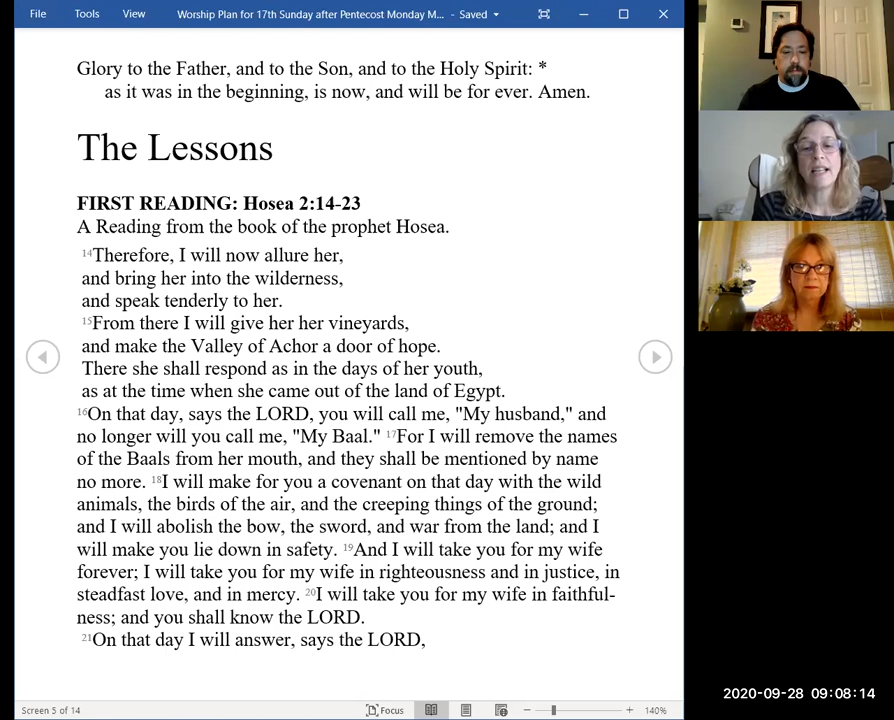 File Tools View Worship Plan for 17th Sunday after Pentecost Monday M... - Saved
Glory to the Father, and to the Son, and to the Holy Spirit: *
as it was in the beginning, is now, and will be for ever. Amen.
The Lessons
FIRST READING: Hosea 2:14-23
A Reading from the book of the prophet Hosea.
14Therefore, I will now allure her,
and bring her into the wilderness,
and speak tenderly to her.
15From there I will give her her vineyards,
and make the Valley of Achor a door of hope.
There she shall respond as in the days of her youth,
as at the time when she came out of the land of Egypt.
16On that day, says the LORD, you will call me, "My husband," and
no longer will you call me, "My Baal." 17For I will remove the names
of the Baals from her mouth, and they shall be mentioned by name
no more. 18I will make for you a covenant on that day with the wild
animals, the birds of the air, and the creeping things of the ground;
and I will abolish the bow, the sword, and war from the land; and I
will make you lie down in safety. 19And I will take you for my wife
forever; I will take you for my wife in righteousness and in justice, in
steadfast love, and in mercy. 20I will take you for my wife in faithful-
ness; and you shall know the LORD.
21On that day I will answer, says the LORD,
Screen 5 of 14 Focus 140%
2020-09-28 09:08:14